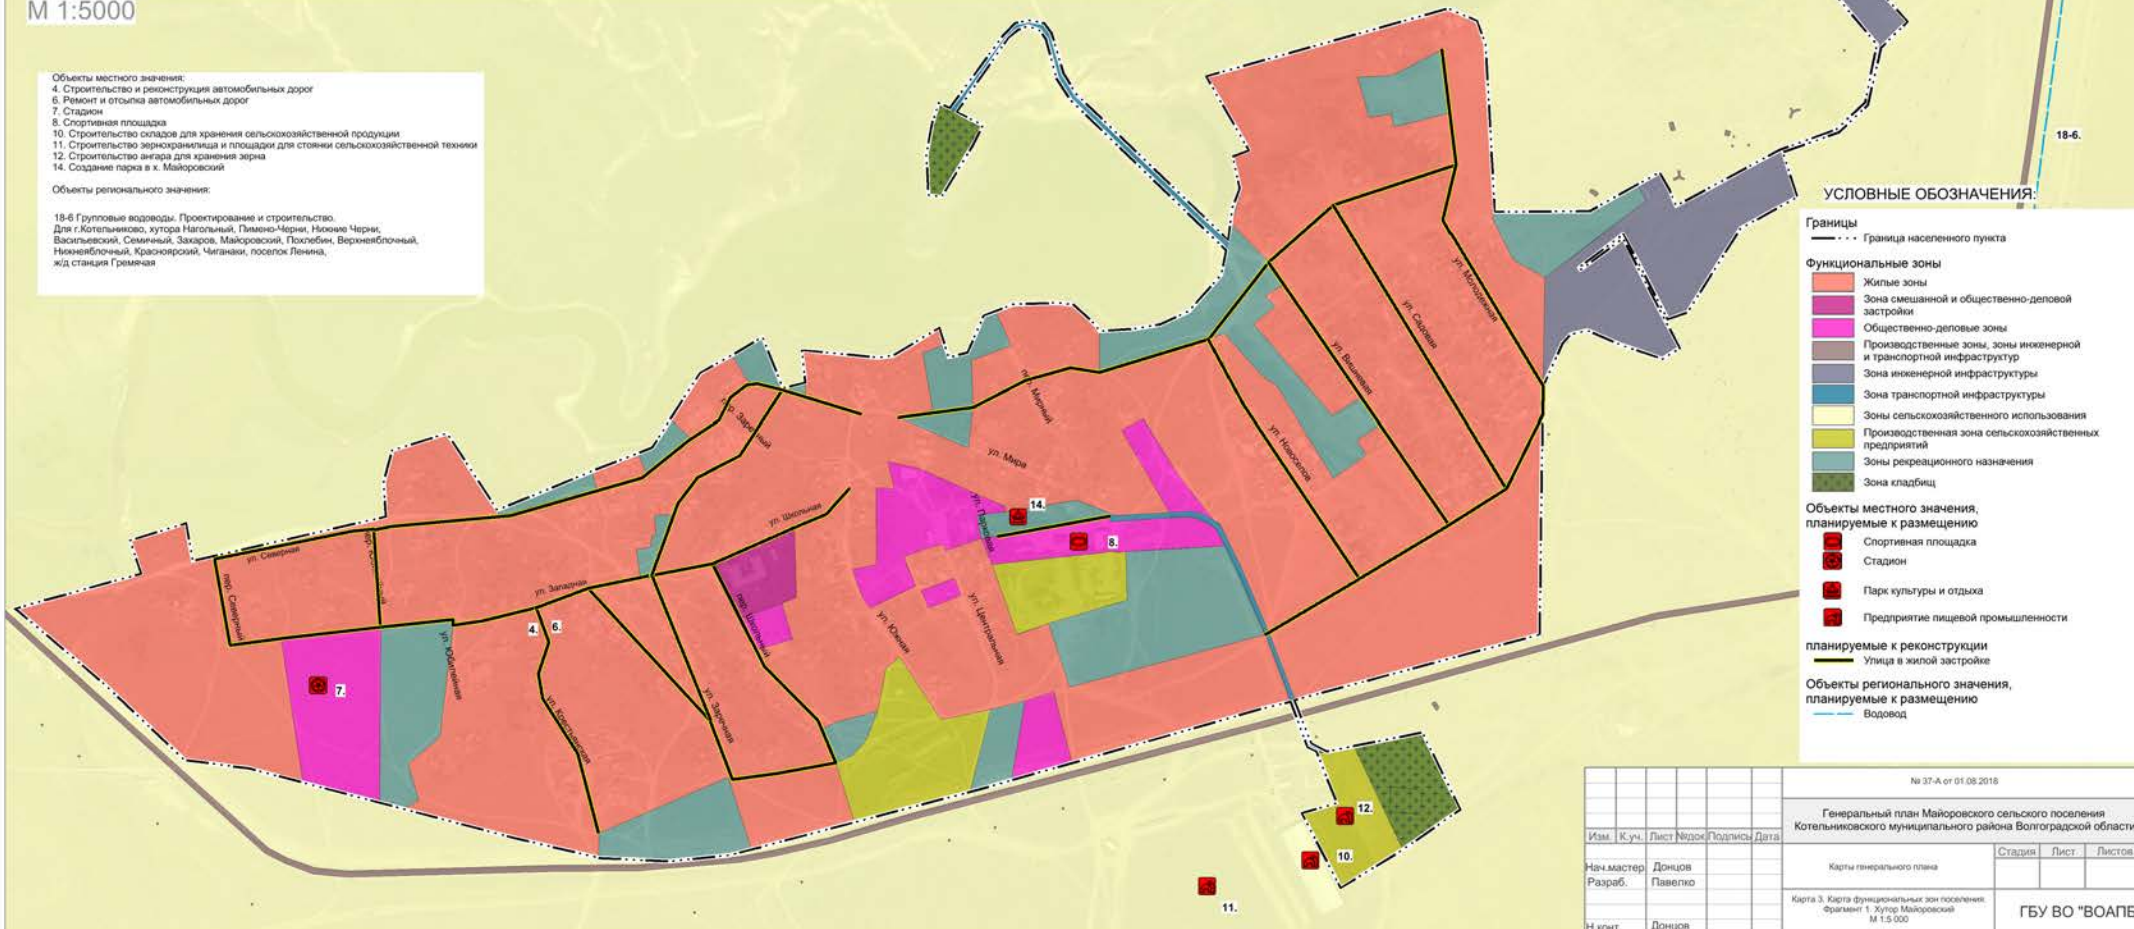 М 1:5000
Объекты местного значения:
4. Строительство и реконструкция автомобильных дорог
6. Ремонт и отсыпка автомобильных дорог
7. Стадион
8. Спортивная площадка
10. Строительство складов для хранения сельскохозяйственной продукции
11. Строительство зернохранилища и площадки для стоянки сельскохозяйственной техники
12. Строительство ангара для хранения зерна
14. Создание парка в х. Майоровский
Объекты регионального значения:
18-6 Групповые водоводы. Проектирование и строительство.
Для г.Котельниково, хутора Нагольный, Пимено-Черни, Нижние Черни,
Васильевский, Семичный, Захаров, Майоровский, Похлебин, Верхнеяблочный,
Нижнеяблочный, Красноярский, Чиганаки, поселок Ленина,
ж/д станция Гремячая
18-6.
ул. Молодежная
ул. Садовая
ул. Вишневая
ул. Новоселов
пер. Мирный
ул. Мира
пер. Заречный
ул. Школьная
ул. Парковая
14.
8.
ул. Северная
пер. Северный
ул. Западная
4.
6.
пер. Школьный
ул. Южная
ул. Центральная
ул. Юбилейная
7.
ул. Крестьянская
ул. Заречная
12.
10.
11.
УСЛОВНЫЕ ОБОЗНАЧЕНИЯ:
Границы
Граница населенного пункта
Функциональные зоны
Жилые зоны
Зона смешанной и общественно-деловой
застройки
Общественно-деловые зоны
Производственные зоны, зоны инженерной
и транспортной инфраструктур
Зона инженерной инфраструктуры
Зона транспортной инфраструктуры
Зоны сельскохозяйственного использования
Производственная зона сельскохозяйственных
предприятий
Зоны рекреационного назначения
Зона кладбищ
Объекты местного значения,
планируемые к размещению
Спортивная площадка
Стадион
Парк культуры и отдыха
Предприятие пищевой промышленности
планируемые к реконструкции
Улица в жилой застройке
Объекты регионального значения,
планируемые к размещению
Водовод
№ 37-А от 01.08.2016
Генеральный план Майоровского сельского поселения
Котельниковского муниципального района Волгоградской области
Изм. К.уч. Лист №док Подпись Дата
Карты генерального плана
Стадия Лист Листов
Нач.мастер Донцов
Разраб. Павелко
Карта 3. Карта функциональных зон поселения.
Фрагмент 1. Хутор Майоровский
М 1:5 000
ГБУ ВО "ВОАПБ
Н.конт. Донцов